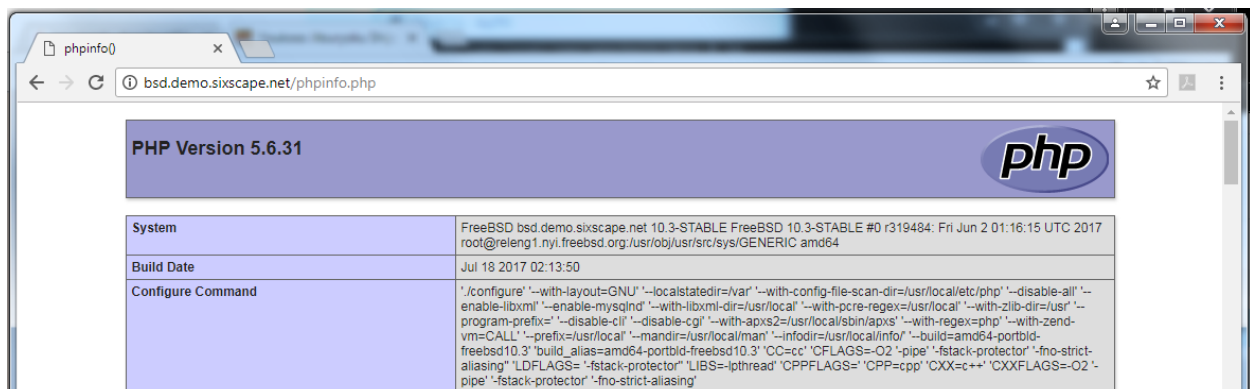 phpinfo()
bsd.demo.sixscape.net/phpinfo.php
PHP Version 5.6.31
php
System
FreeBSD bsd.demo.sixscape.net 10.3-STABLE FreeBSD 10.3-STABLE #0 r319484: Fri Jun 2 01:16:15 UTC 2017
root@releng1.nyi.freebsd.org:/usr/obj/usr/src/sys/GENERIC amd64
Build Date
Jul 18 2017 02:13:50
Configure Command
'./configure' '--with-layout=GNU' '--localstatedir=/var' '--with-config-file-scan-dir=/usr/local/etc/php' '--disable-all' '--
enable-libxml' '--enable-mysqlnd' '--with-libxml-dir=/usr/local' '--with-pcre-regex=/usr/local' '--with-zlib-dir=/usr' '--
program-prefix=' '--disable-cli' '--disable-cgi' '--with-apxs2=/usr/local/sbin/apxs' '--with-regex=php' '--with-zend-
vm=CALL' '--prefix=/usr/local' '--mandir=/usr/local/man' '--infodir=/usr/local/info/' '--build=amd64-portbld-
freebsd10.3' 'build_alias=amd64-portbld-freebsd10.3' 'CC=cc' 'CFLAGS=-O2 '-pipe' '-fstack-protector' '-fno-strict-
aliasing'' 'LDFLAGS= '-fstack-protector'' 'LIBS=-lpthread' 'CPPFLAGS=' 'CPP=cpp' 'CXX=c++' 'CXXFLAGS=-O2 '-
pipe' '-fstack-protector' '-fno-strict-aliasing'